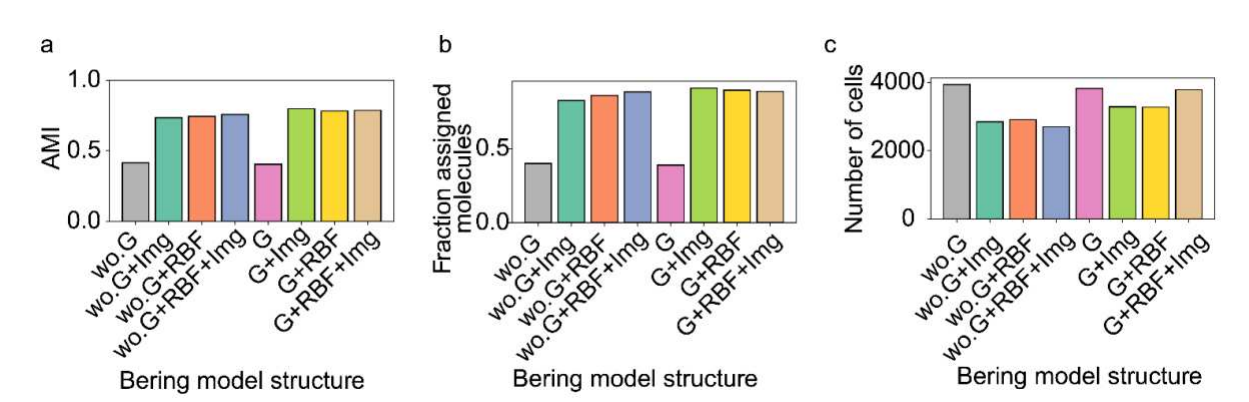 a
AMI
1.0
0.5
0.0
wo.G
wo.G+Img
wo.G+RBF
wo.G+RBF+Img
G
G+Img
G+RBF
G+RBF+Img
Bering model structure
b
Fraction assigned
molecules
0.5
0.0
wo.G
wo.G+Img
wo.G+RBF
wo.G+RBF+Img
G
G+Img
G+RBF
G+RBF+Img
Bering model structure
c
Number of cells
4000
2000
0
wo.G
wo.G+Img
wo.G+RBF
wo.G+RBF+Img
G
G+Img
G+RBF
G+RBF+Img
Bering model structure